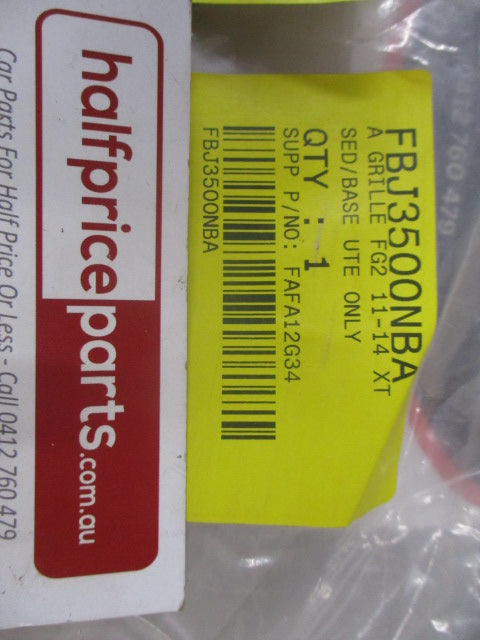 FBJ3500NBA
A GRILLE FG2 11-14 XT
SED/BASE UTE ONLY
QTY : 1
SUPP P/NO: FAFA12G34
FBJ3500NBA
halfpriceparts.com.au
Car Parts For Half Price Or Less - Call 0412 760 479
0412 760 479